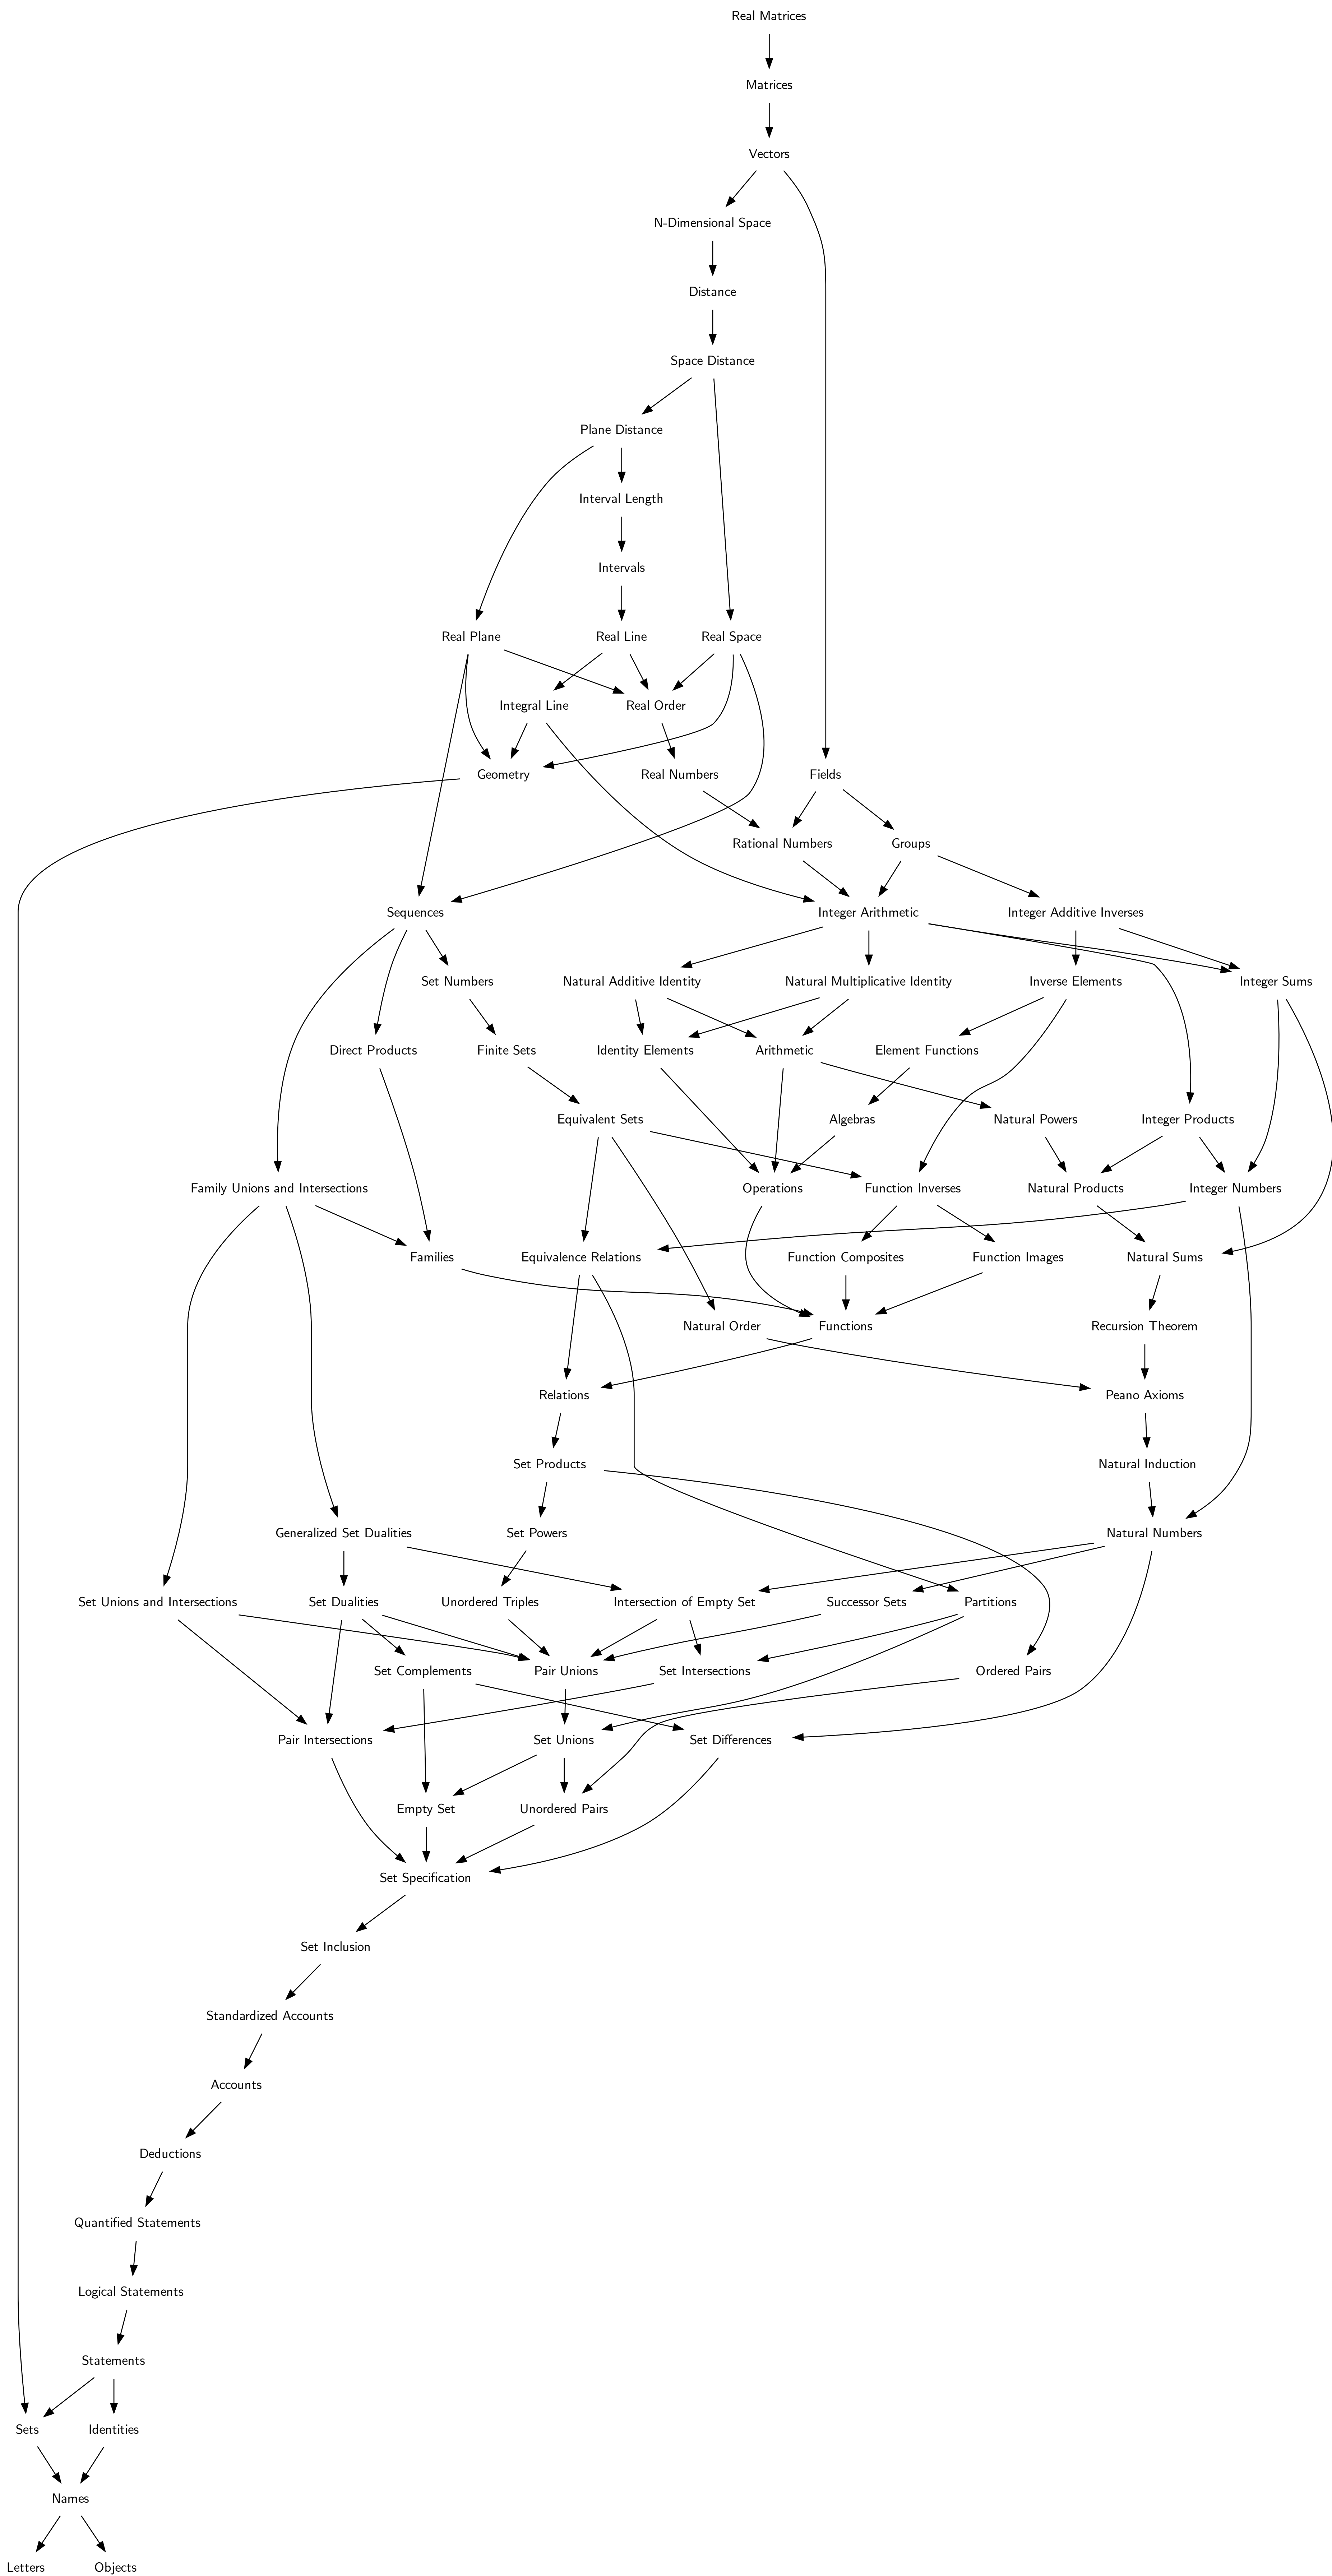 Real Matrices
Matrices
Vectors
N-Dimensional Space
Distance
Space Distance
Plane Distance
Interval Length
Intervals
Real Plane
Real Line
Real Space
Integral Line
Real Order
Geometry
Real Numbers
Fields
Rational Numbers
Groups
Sequences
Integer Arithmetic
Integer Additive Inverses
Set Numbers
Natural Additive Identity
Natural Multiplicative Identity
Inverse Elements
Integer Sums
Direct Products
Finite Sets
Identity Elements
Arithmetic
Element Functions
Equivalent Sets
Algebras
Natural Powers
Integer Products
Family Unions and Intersections
Operations
Function Inverses
Natural Products
Integer Numbers
Families
Equivalence Relations
Function Composites
Function Images
Natural Sums
Natural Order
Functions
Recursion Theorem
Relations
Peano Axioms
Set Products
Natural Induction
Generalized Set Dualities
Set Powers
Natural Numbers
Set Unions and Intersections
Set Dualities
Unordered Triples
Intersection of Empty Set
Successor Sets
Partitions
Set Complements
Pair Unions
Set Intersections
Ordered Pairs
Pair Intersections
Set Unions
Set Differences
Empty Set
Unordered Pairs
Set Specification
Set Inclusion
Standardized Accounts
Accounts
Deductions
Quantified Statements
Logical Statements
Statements
Sets
Identities
Names
Letters
Objects